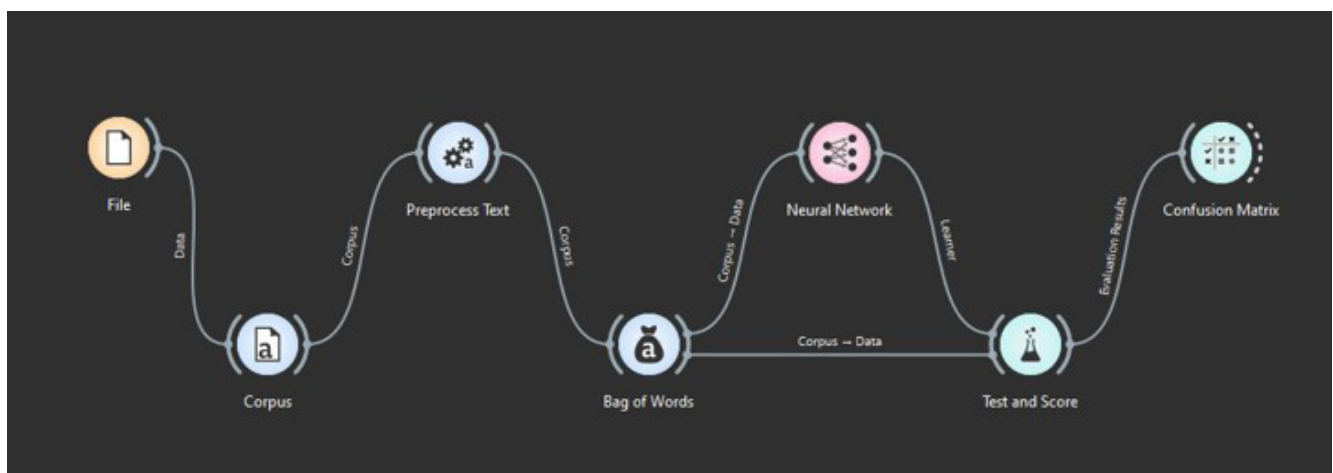 File
Data
Corpus
Corpus
Preprocess Text
Corpus
Bag of Words
Corpus → Data
Corpus → Data
Neural Network
Learner
Test and Score
Evaluation Results
Confusion Matrix
a
a
a